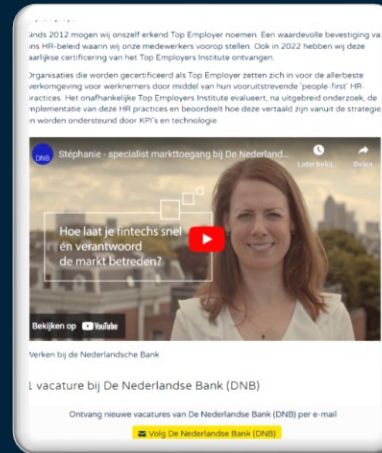 Sinds 2012 mogen wij onszelf erkend Top Employer noemen. Een waardevolle bevestiging va
ons HR-beleid waarin wij onze medewerkers voorop stellen. Ook in 2022 hebben wij deze
aarlijkse certificering van het Top Employers Institute ontvangen.
Organisaties die worden gecertificeerd als Top Employer zetten zich in voor de allerbeste
werkomgeving voor werknemers door middel van hun vooruitstrevende 'people-first' HR-
practices. Het onafhankelijke Top Employers Institute evalueert, na uitgebreid onderzoek, de
mplementatie van deze HR practices en beoordeelt hoe deze vertaald zijn vanuit de strategie
en worden ondersteund door KPI's en technologie
DNB Stéphanie - specialist markttoegang bij De Nederland...
Later bekij... Delen
Hoe laat je fintechs snel
én verantwoord
de markt betreden?
Bekijken op YouTube
Werken bij de Nederlandsche Bank
1 vacature bij De Nederlandse Bank (DNB)
Ontvang nieuwe vacatures van De Nederlandse Bank (DNB) per e-mail
Volg De Nederlandse Bank (DNB)